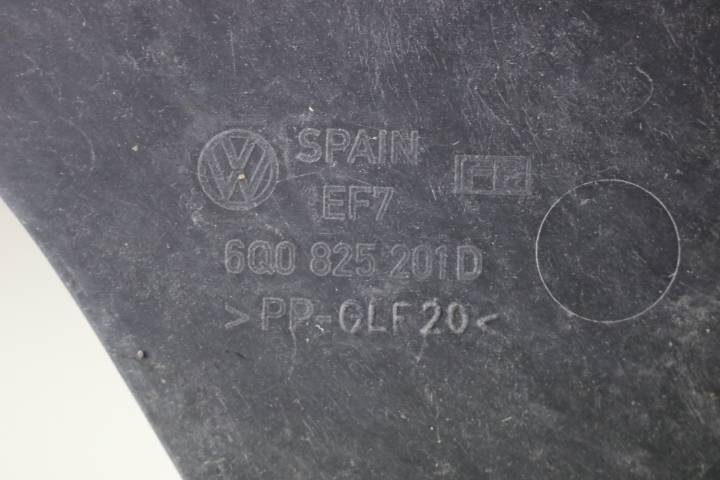 SPAIN
EF7
6Q0 825 201D
>PP-GLF20<